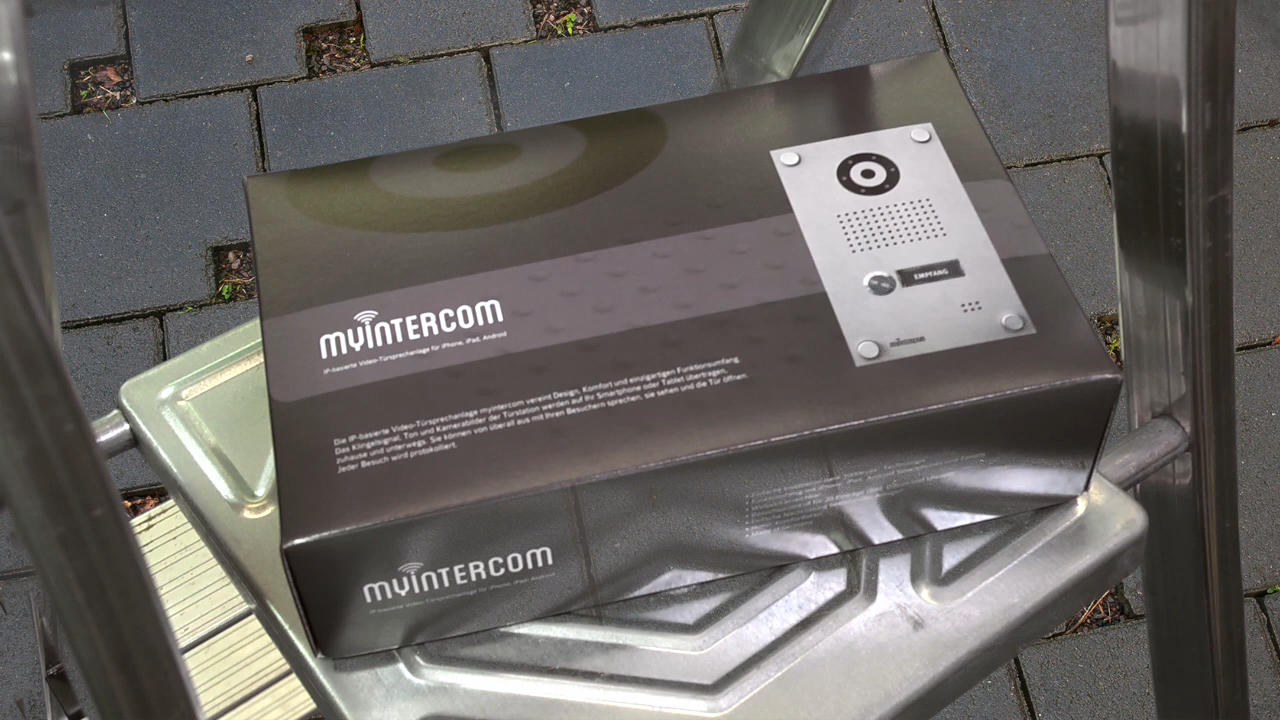 EMPFANG
myintercom
MYINTERCOM
IP-basierte Video-Türsprechanlage für iPhone, iPad, Android
Die IP-basierte Video-Türsprechanlage myintercom vereint Design, Komfort und einzigartigen Funktionsumfang.
Das Klingelsignal, Ton und Kamerabilder der Türstation werden auf Ihr Smartphone oder Tablet übertragen,
zuhause und unterwegs. Sie können von überall aus mit Ihren Besuchern sprechen, sie sehen und die Tür öffnen.
Jeder Besuch wird protokolliert.
MYINTERCOM
IP-basierte Video-Türsprechanlage für iPhone, iPad, Android